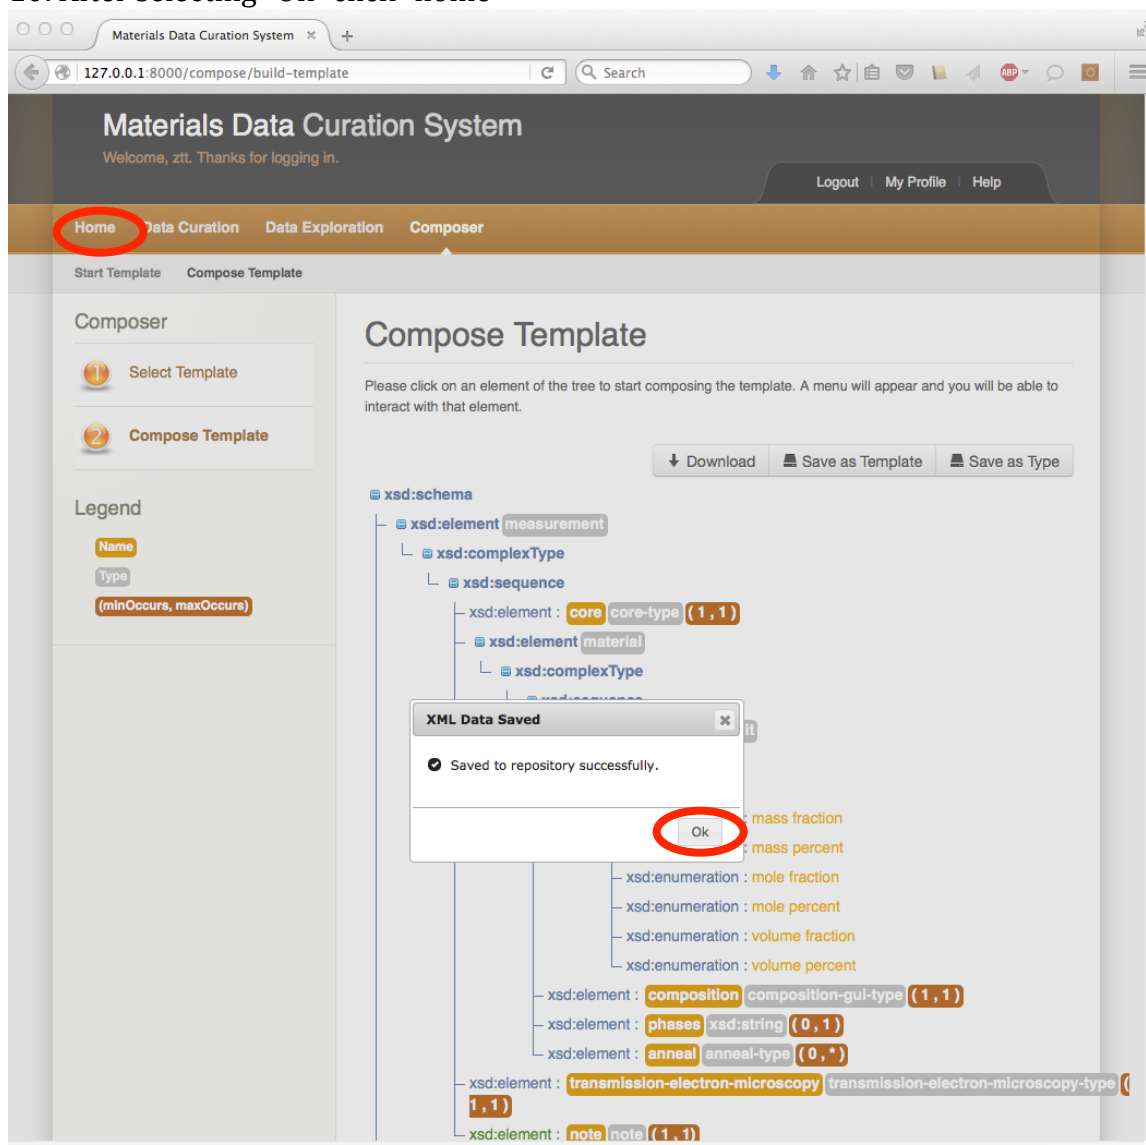 Materials Data Curation System × +
127.0.0.1:8000/compose/build-template Search ABP
Materials Data Curation System
Welcome, ztt. Thanks for logging in.
Logout My Profile Help
Home Data Curation Data Exploration Composer
Start Template Compose Template
Composer
1 Select Template
2 Compose Template
Legend
Name
Type
(minOccurs, maxOccurs)
Compose Template
Please click on an element of the tree to start composing the template. A menu will appear and you will be able to
interact with that element.
Download Save as Template Save as Type
xsd:schema
xsd:element measurement
xsd:complexType
xsd:sequence
xsd:element : core core-type ( 1 , 1 )
xsd:element material
xsd:complexType
XML Data Saved
Saved to repository successfully.
Ok
: mass fraction
: mass percent
xsd:enumeration : mole fraction
xsd:enumeration : mole percent
xsd:enumeration : volume fraction
xsd:enumeration : volume percent
xsd:element : composition composition-gui-type ( 1 , 1 )
xsd:element : phases xsd:string ( 0 , 1 )
xsd:element : anneal anneal-type ( 0 , * )
xsd:element : transmission-electron-microscopy transmission-electron-microscopy-type (
1 , 1 )
xsd:element : note note ( 1 , 1)